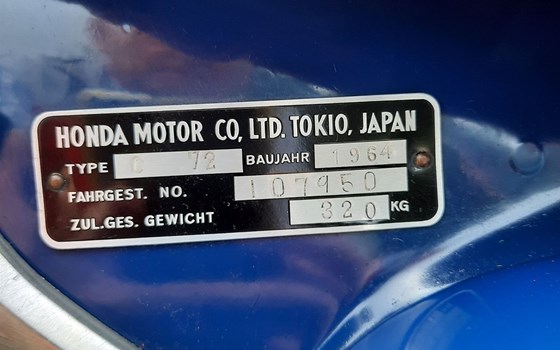 HONDA MOTOR CO, LTD. TOKIO, JAPAN
TYPE C 72 BAUJAHR 1964
FAHRGEST. NO. 107950
ZUL.GES. GEWICHT 320 KG